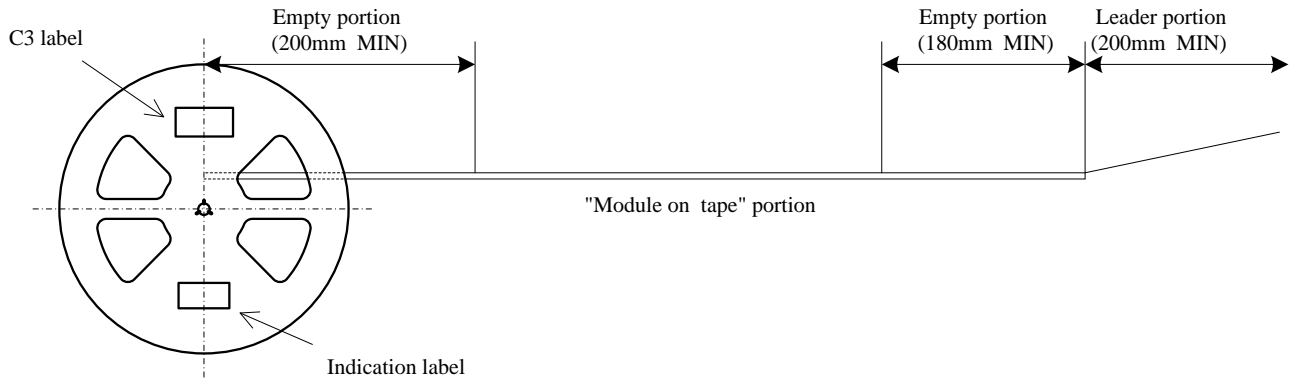 Empty portion
(200mm MIN)
Empty portion
(180mm MIN)
Leader portion
(200mm MIN)
C3 label
"Module on tape" portion
Indication label